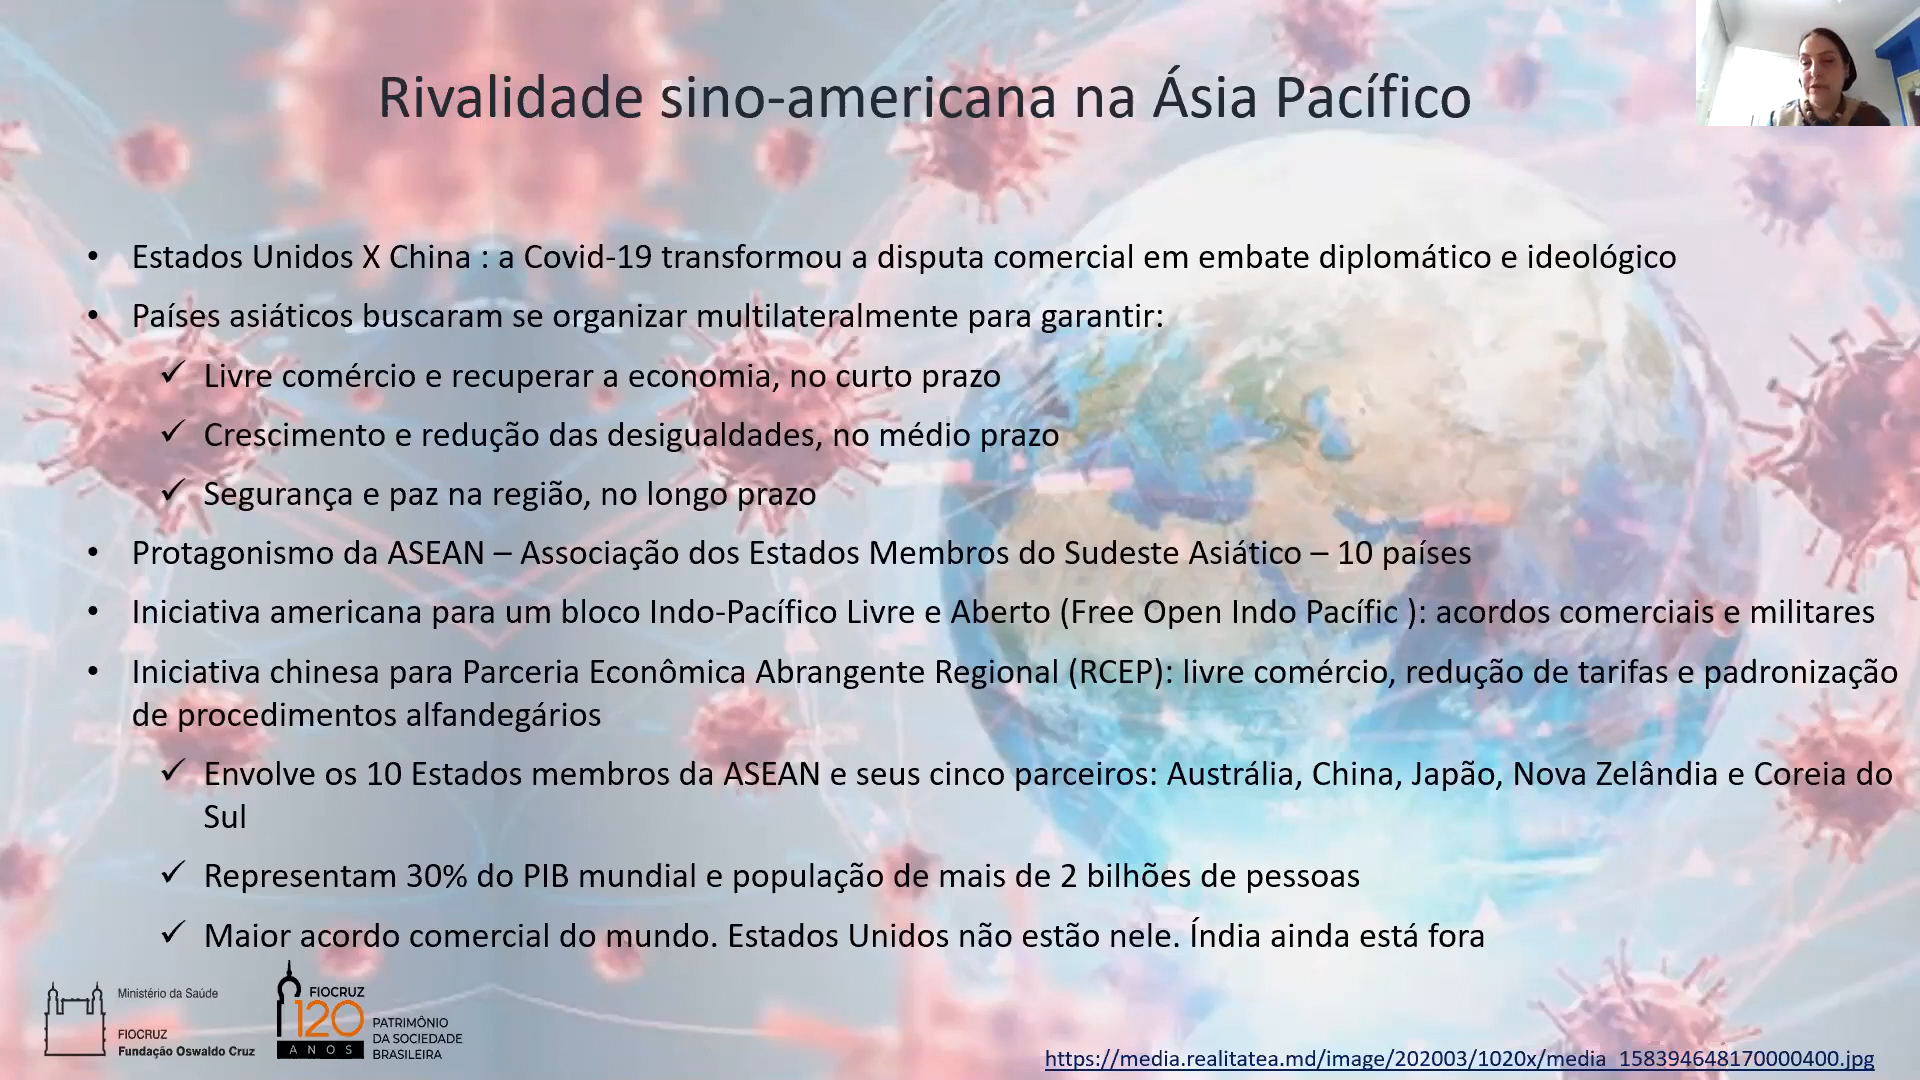 Rivalidade sino-americana na Ásia Pacífico
• Estados Unidos X China : a Covid-19 transformou a disputa comercial em embate diplomático e ideológico
• Países asiáticos buscaram se organizar multilateralmente para garantir:
✓ Livre comércio e recuperar a economia, no curto prazo
✓ Crescimento e redução das desigualdades, no médio prazo
✓ Segurança e paz na região, no longo prazo
• Protagonismo da ASEAN – Associação dos Estados Membros do Sudeste Asiático – 10 países
• Iniciativa americana para um bloco Indo-Pacífico Livre e Aberto (Free Open Indo Pacífic ): acordos comerciais e militares
• Iniciativa chinesa para Parceria Econômica Abrangente Regional (RCEP): livre comércio, redução de tarifas e padronização
de procedimentos alfandegários
✓ Envolve os 10 Estados membros da ASEAN e seus cinco parceiros: Austrália, China, Japão, Nova Zelândia e Coreia do
Sul
✓ Representam 30% do PIB mundial e população de mais de 2 bilhões de pessoas
✓ Maior acordo comercial do mundo. Estados Unidos não estão nele. Índia ainda está fora
Ministério da Saúde
FIOCRUZ
Fundação Oswaldo Cruz
FIOCRUZ
120
ANOS
PATRIMÔNIO
DA SOCIEDADE
BRASILEIRA
https://media.realitatea.md/image/202003/1020x/media_158394648170000400.jpg